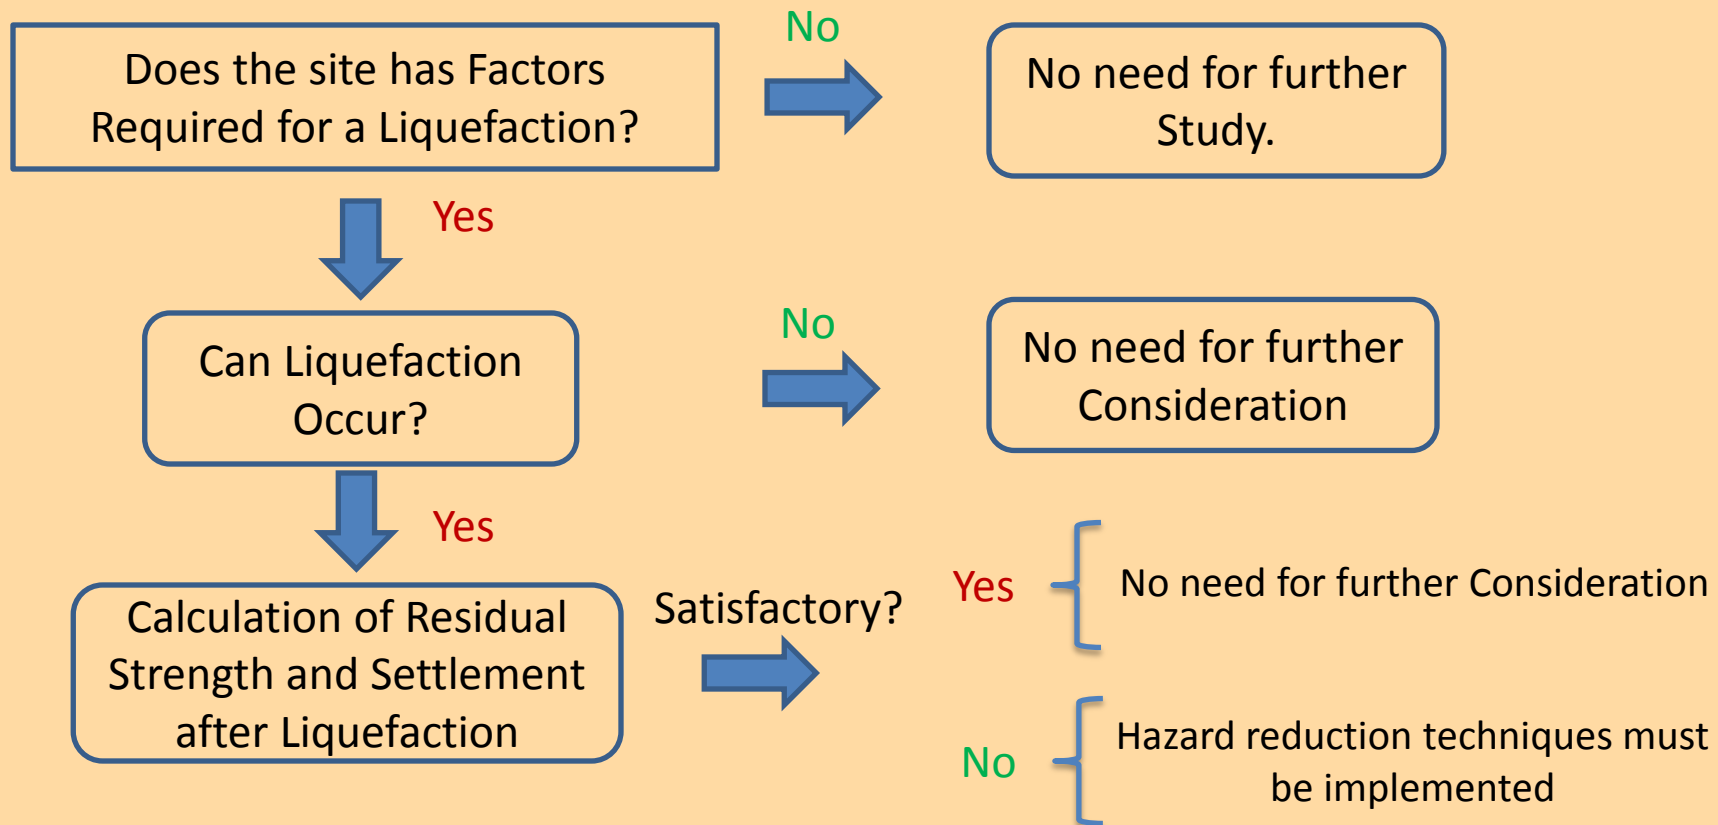 Does the site has Factors
Required for a Liquefaction?
No
No need for further
Study.
Yes
Can Liquefaction
Occur?
No
No need for further
Consideration
Yes
Calculation of Residual
Strength and Settlement
after Liquefaction
Satisfactory?
Yes
No need for further Consideration
No
Hazard reduction techniques must
be implemented